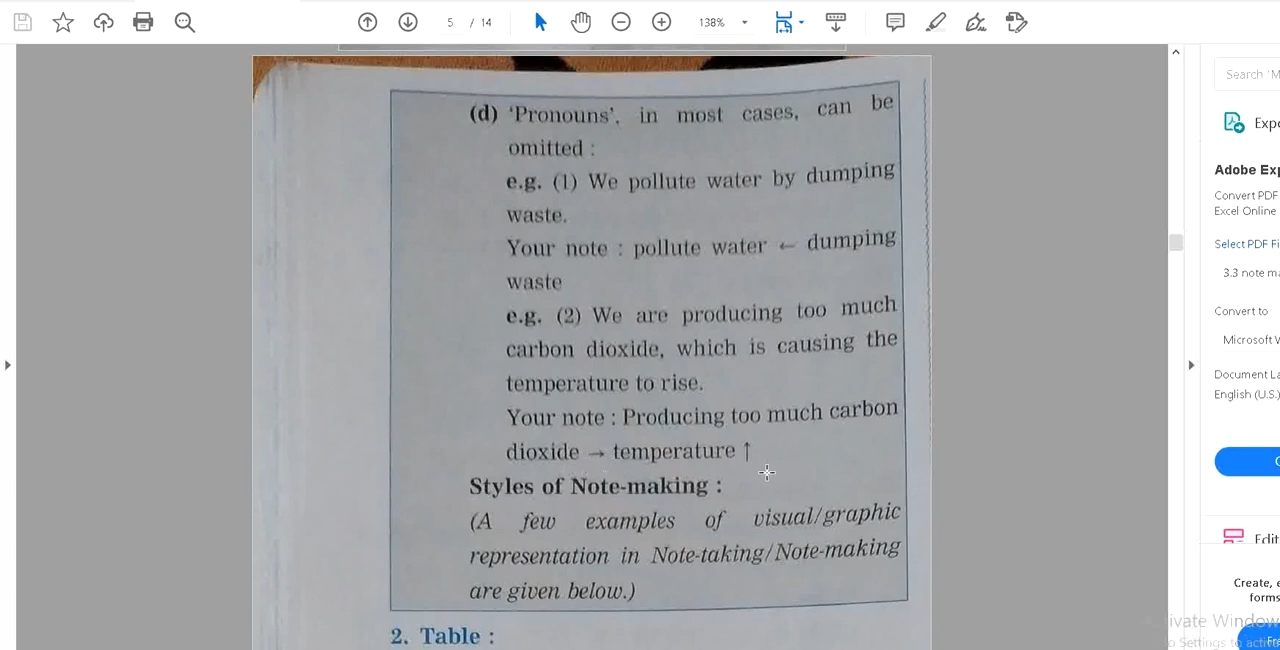 5 / 14
138%
Search 'M
(d) 'Pronouns', in most cases, can be
omitted :
e.g. (1) We pollute water by dumping
waste.
Your note : pollute water ← dumping
waste
e.g. (2) We are producing too much
carbon dioxide, which is causing the
temperature to rise.
Your note : Producing too much carbon
dioxide → temperature ↑
Styles of Note-making :
(A few examples of visual/graphic
representation in Note-taking/Note-making
are given below.)
2. Table :
Expo
Adobe Exp
Convert PDF
Excel Online
Select PDF Fi
3.3 note ma
Convert to
Microsoft W
Document La
English (U.S.)
C
Edit
Create, e
forms
Fre